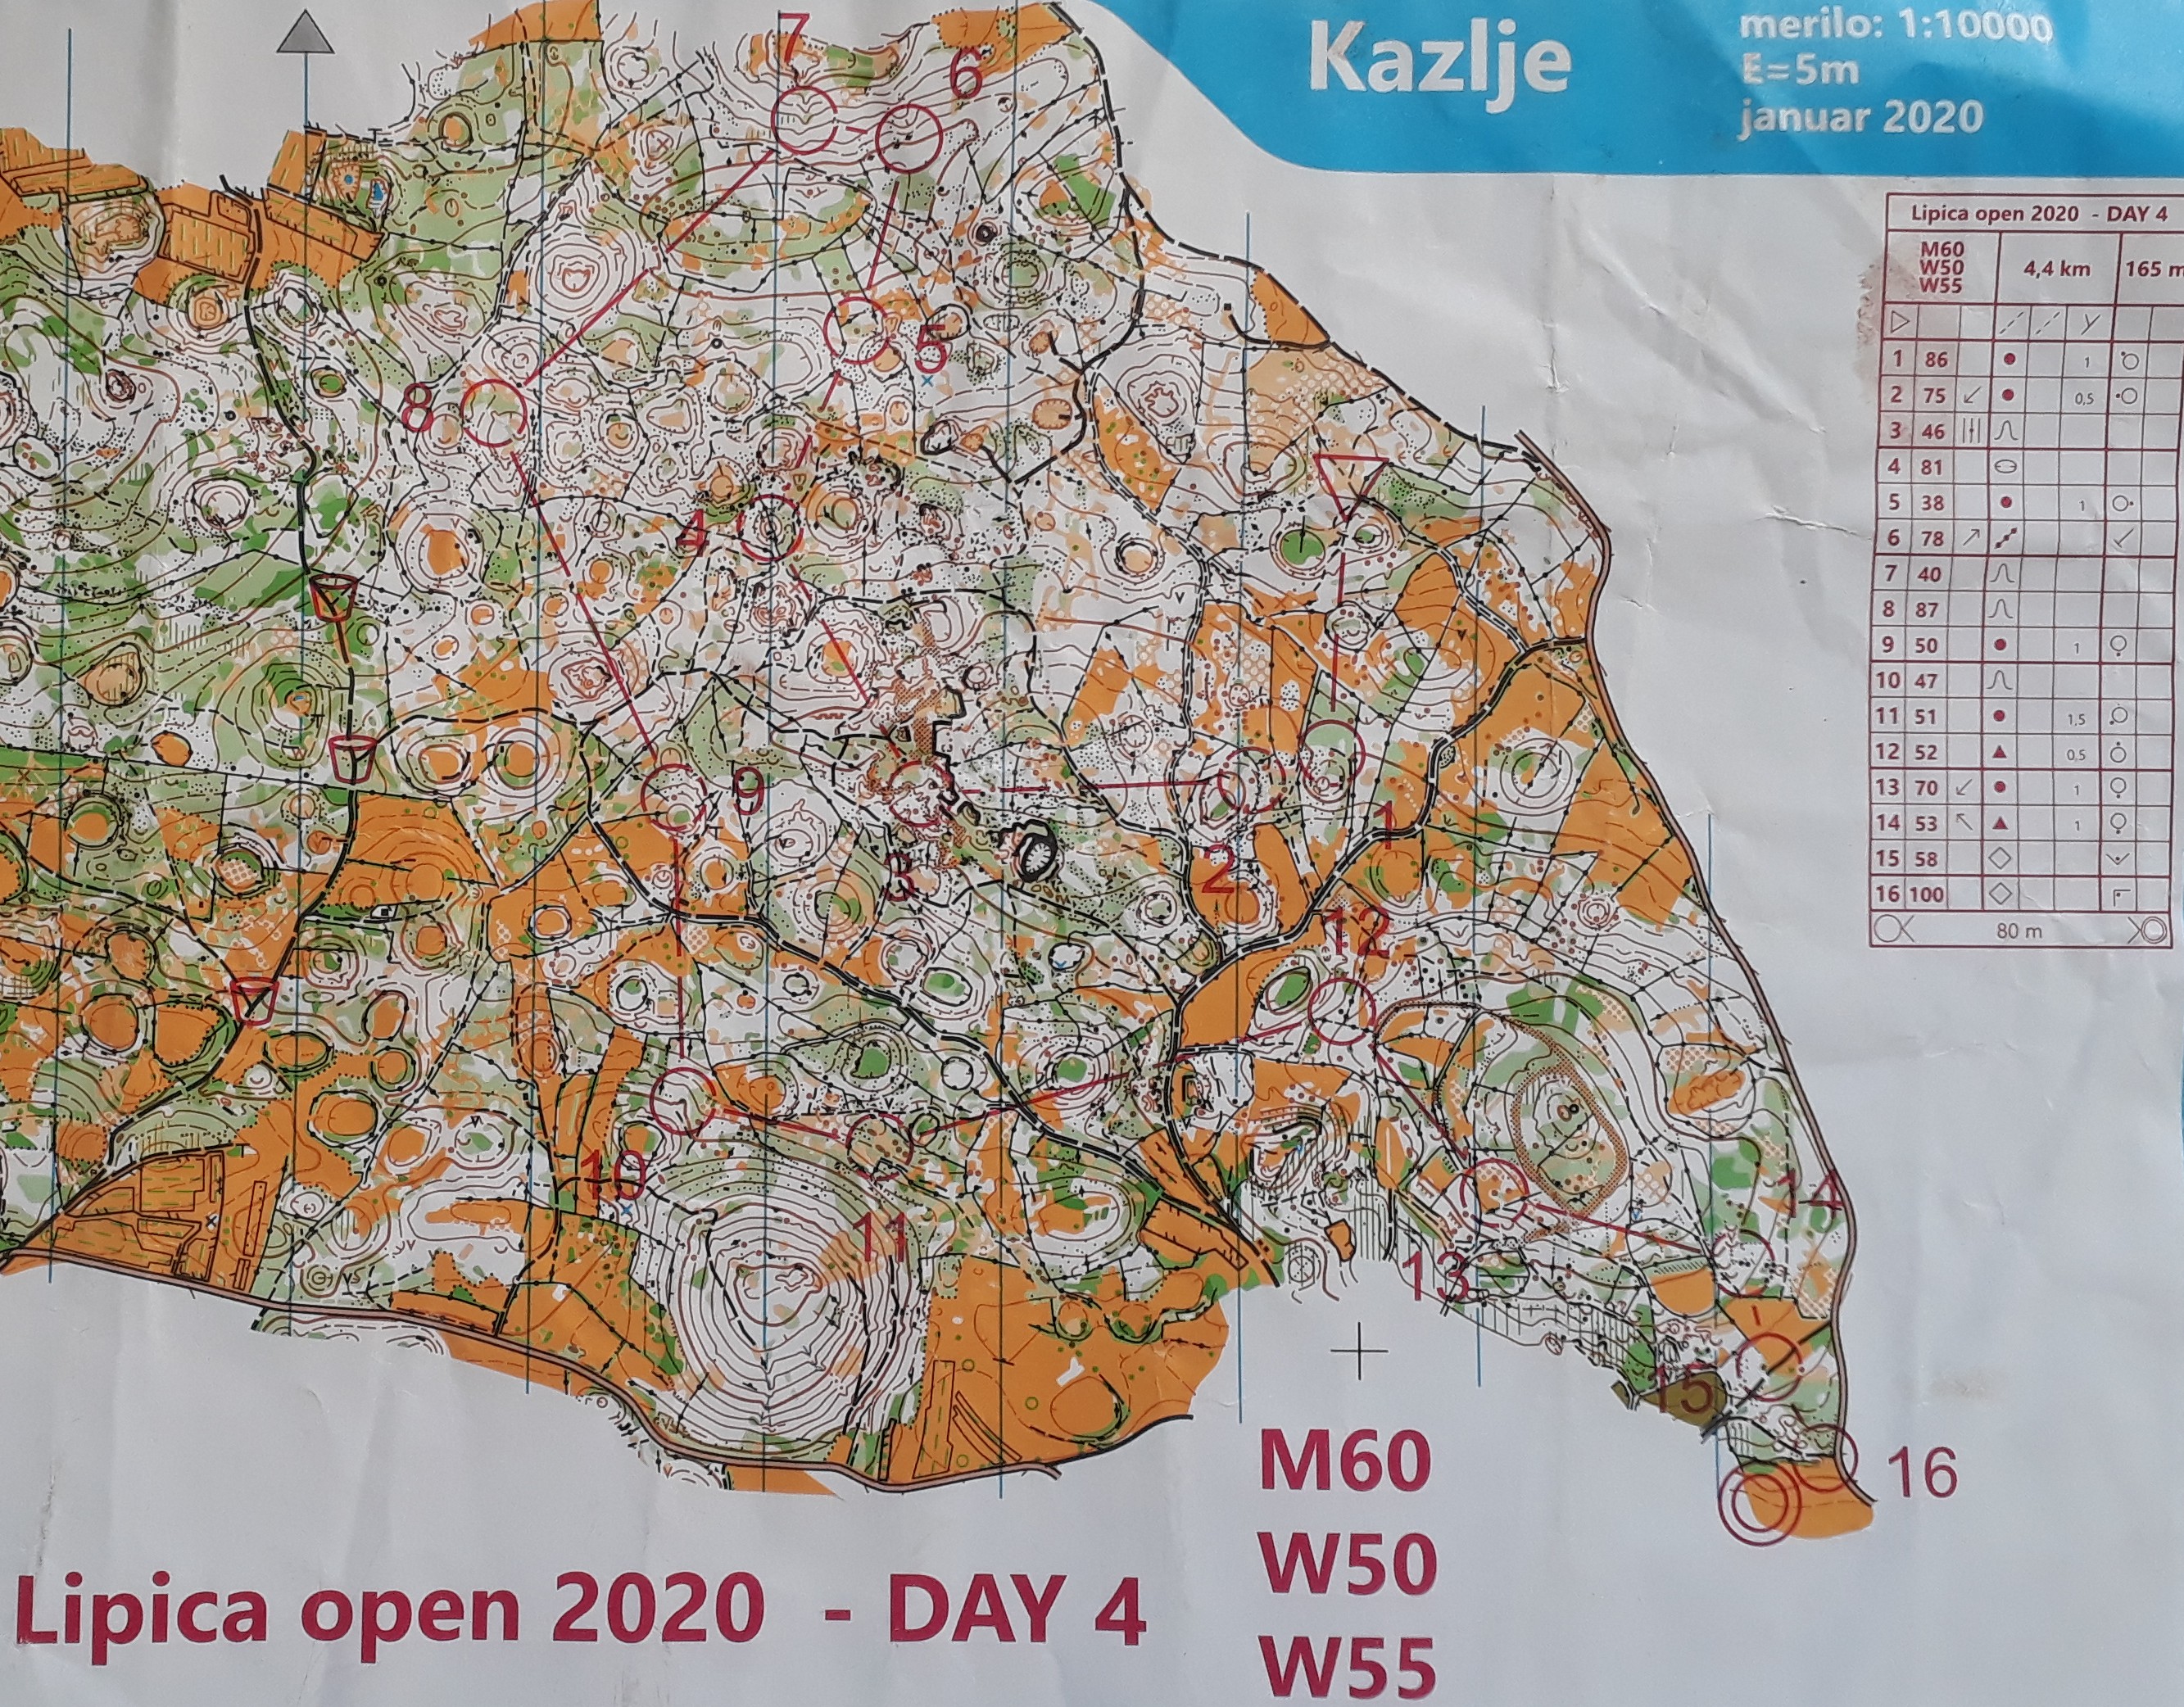 Kazlje
merilo: 1:10000
E=5m
januar 2020
Lipica open 2020 - DAY 4
M60
W50
W55
4,4 km
165 m
1 86 1
2 75 0,5
3 46
4 81
5 38 1
6 78
7 40
8 87
9 50 1
10 47
11 51 1,5
12 52 0,5
13 70 1
14 53 1
15 58
16 100
80 m
7
6
5
8
4
9
3
2
1
12
10
11
13
14
15
16
M60
W50
W55
Lipica open 2020 - DAY 4